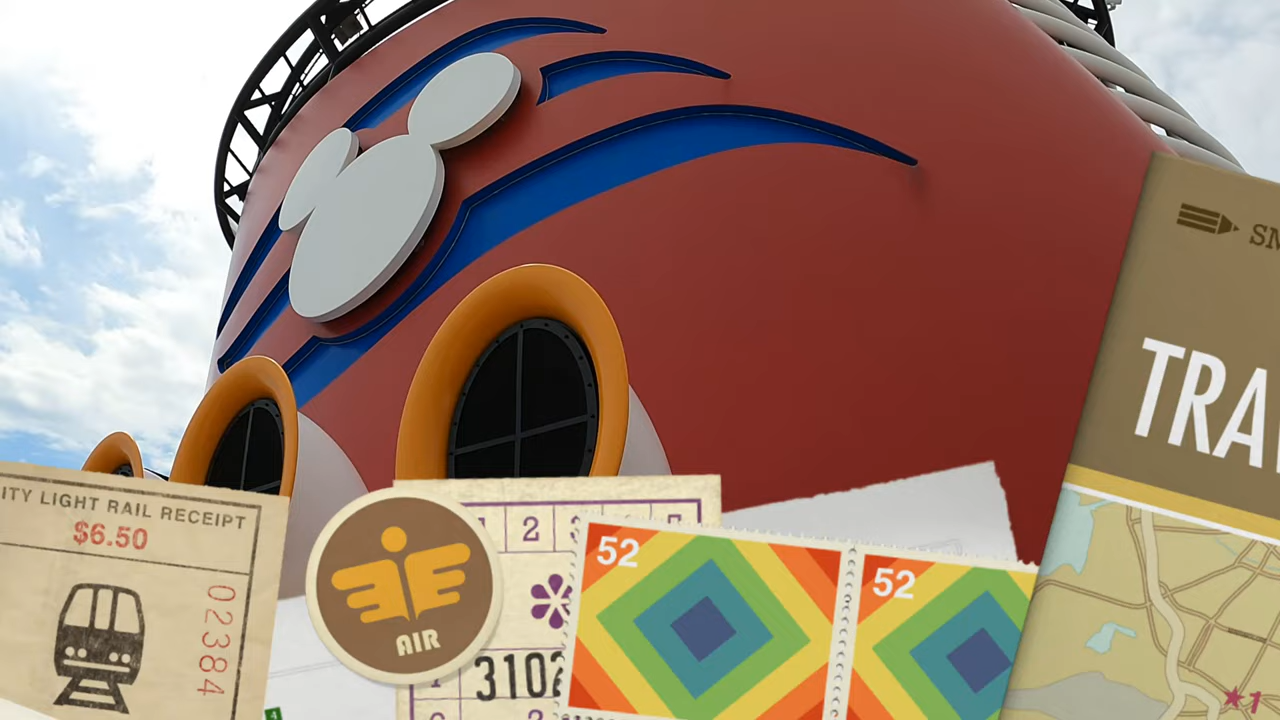 ITY LIGHT RAIL RECEIPT
$6.50
02384
AIR
2
3102
52
52
TRA
1